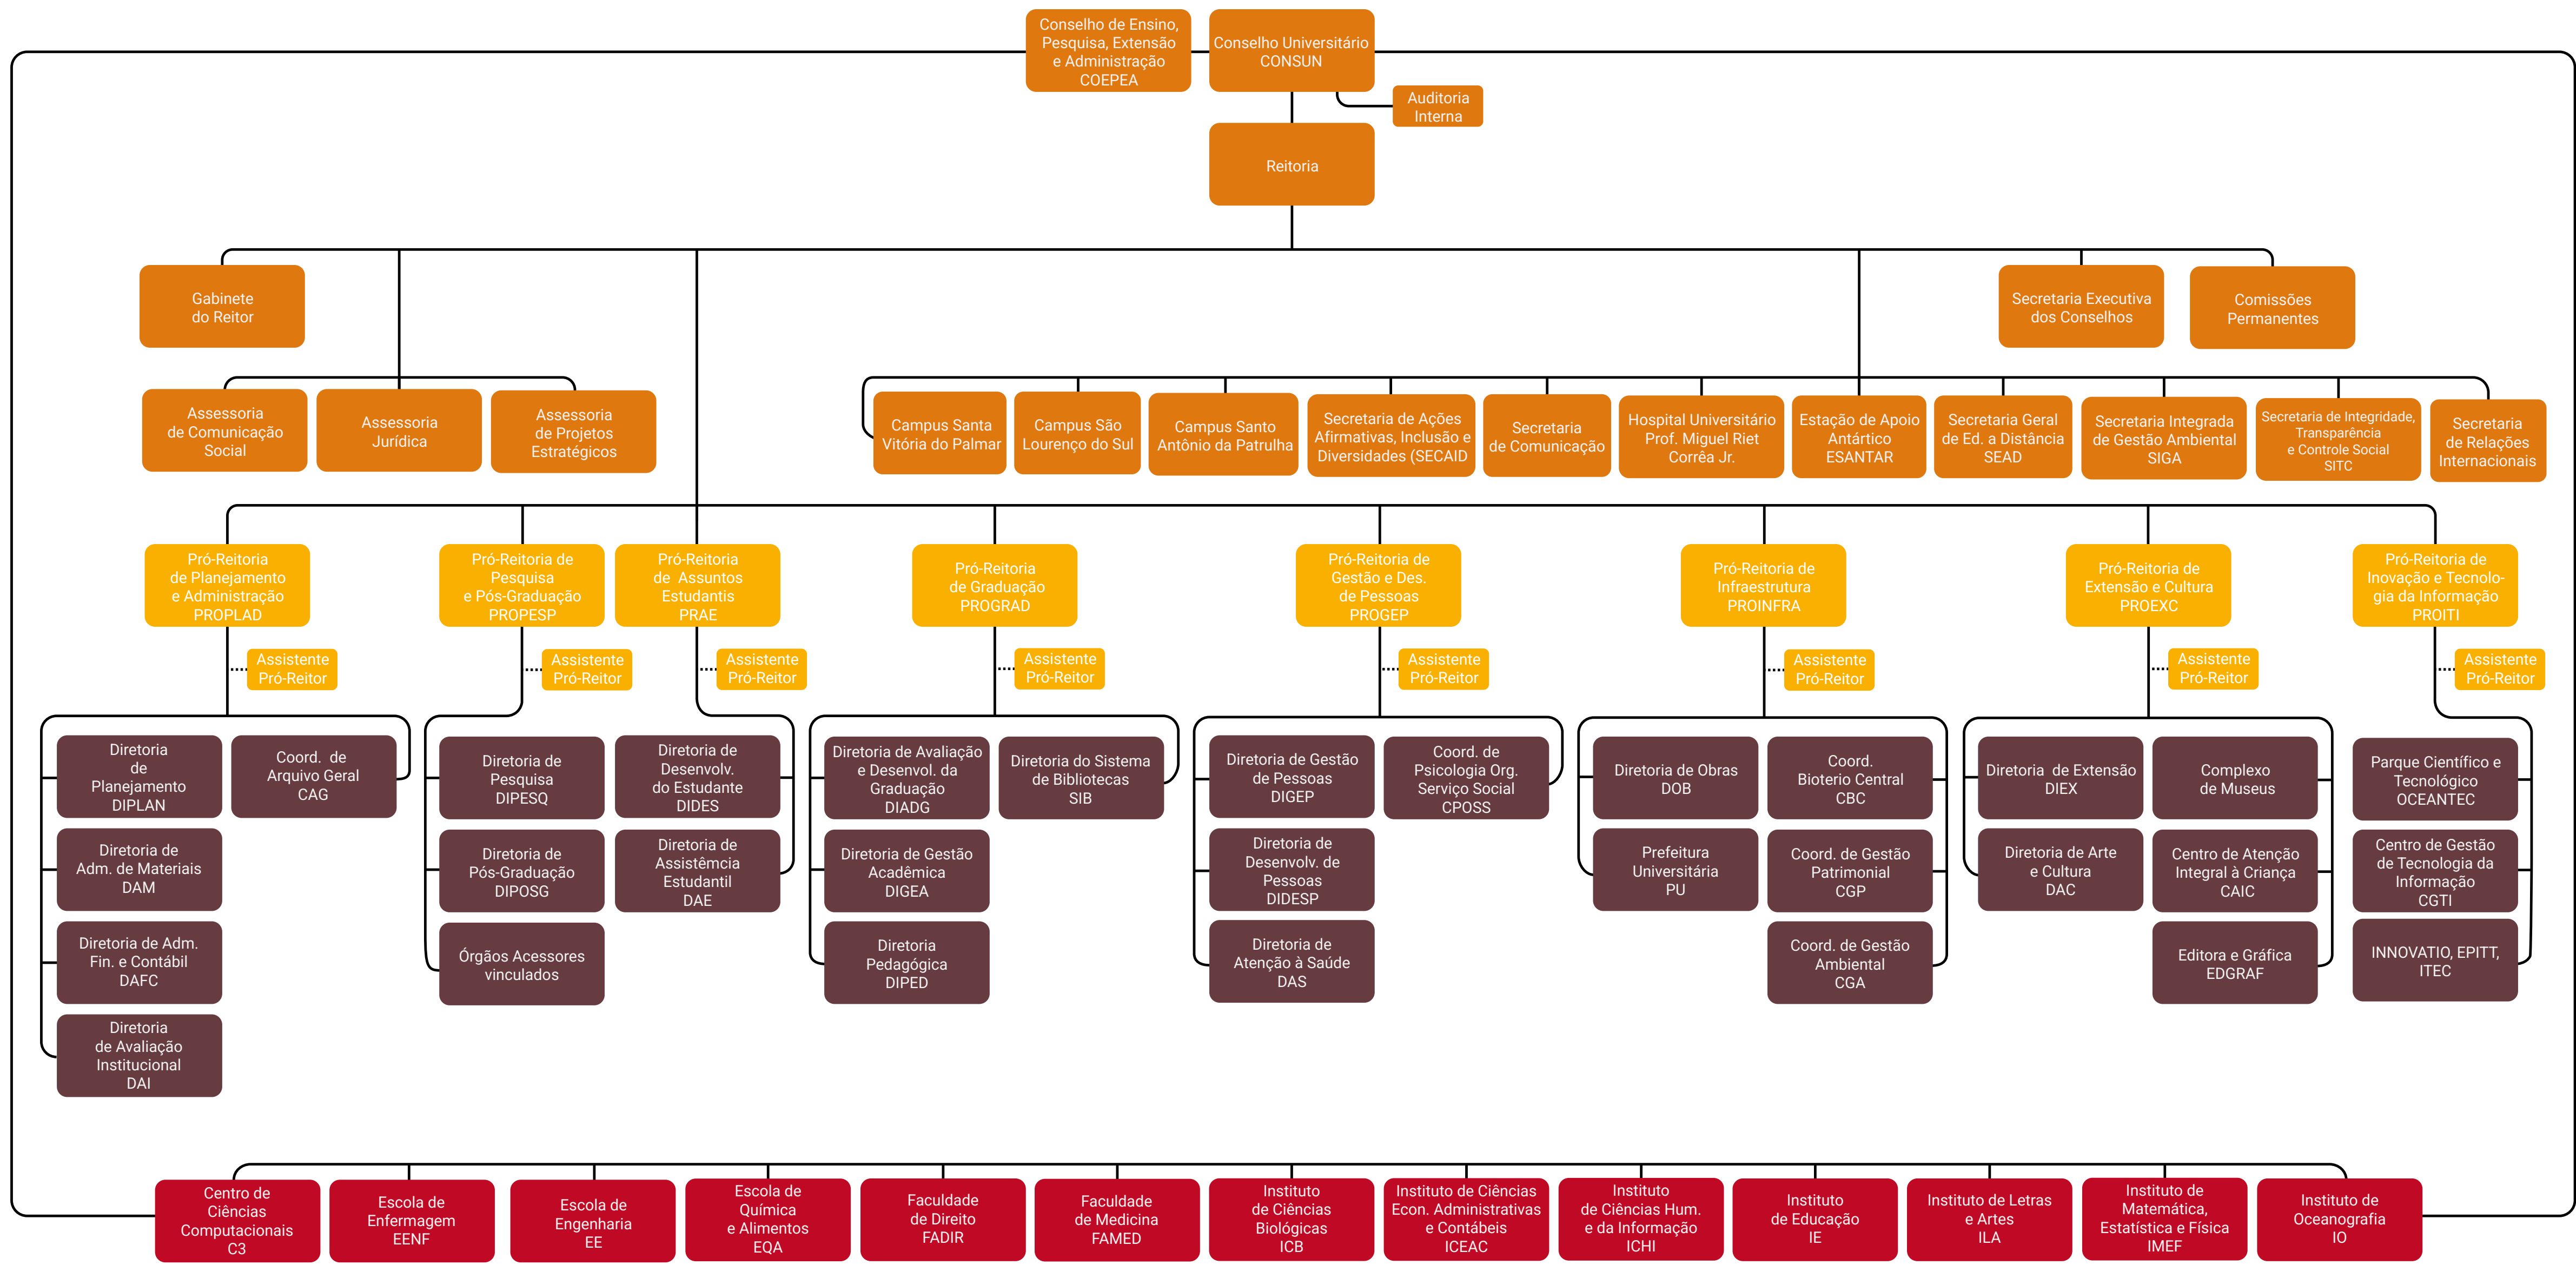 Conselho de Ensino,
Pesquisa, Extensão
e Administração
COEPEA
Conselho Universitário
CONSUN
Auditoria
Interna
Reitoria
Gabinete
do Reitor
Secretaria Executiva
dos Conselhos
Comissões
Permanentes
Assessoria
de Comunicação
Social
Assessoria
Jurídica
Assessoria
de Projetos
Estratégicos
Campus Santa
Vitória do Palmar
Campus São
Lourenço do Sul
Campus Santo
Antônio da Patrulha
Secretaria de Ações
Afirmativas, Inclusão e
Diversidades (SECAID
Secretaria
de Comunicação
Hospital Universitário
Prof. Miguel Riet
Corrêa Jr.
Estação de Apoio
Antártico
ESANTAR
Secretaria Geral
de Ed. a Distância
SEAD
Secretaria Integrada
de Gestão Ambiental
SIGA
Secretaria de Integridade,
Transparência
e Controle Social
SITC
Secretaria
de Relações
Internacionais
Pró-Reitoria
de Planejamento
e Administração
PROPLAD
Pró-Reitoria de
Pesquisa
e Pós-Graduação
PROPESP
Pró-Reitoria
de Assuntos
Estudantis
PRAE
Pró-Reitoria
de Graduação
PROGRAD
Pró-Reitoria de
Gestão e Des.
de Pessoas
PROGEP
Pró-Reitoria de
Infraestrutura
PROINFRA
Pró-Reitoria de
Extensão e Cultura
PROEXC
Pró-Reitoria de
Inovação e Tecnolo-
gia da Informação
PROITI
Assistente
Pró-Reitor
Assistente
Pró-Reitor
Assistente
Pró-Reitor
Assistente
Pró-Reitor
Assistente
Pró-Reitor
Assistente
Pró-Reitor
Assistente
Pró-Reitor
Assistente
Pró-Reitor
Diretoria
de
Planejamento
DIPLAN
Coord. de
Arquivo Geral
CAG
Diretoria de
Adm. de Materiais
DAM
Diretoria de Adm.
Fin. e Contábil
DAFC
Diretoria
de Avaliação
Institucional
DAI
Diretoria de
Pesquisa
DIPESQ
Diretoria de
Pós-Graduação
DIPOSG
Órgãos Acessores
vinculados
Diretoria de
Desenvolv.
do Estudante
DIDES
Diretoria de
Assistêmcia
Estudantil
DAE
Diretoria de Avaliação
e Desenvol. da
Graduação
DIADG
Diretoria do Sistema
de Bibliotecas
SIB
Diretoria de Gestão
Acadêmica
DIGEA
Diretoria
Pedagógica
DIPED
Diretoria de Gestão
de Pessoas
DIGEP
Coord. de
Psicologia Org.
Serviço Social
CPOSS
Diretoria de
Desenvolv. de
Pessoas
DIDESP
Diretoria de
Atenção à Saúde
DAS
Diretoria de Obras
DOB
Coord.
Bioterio Central
CBC
Prefeitura
Universitária
PU
Coord. de Gestão
Patrimonial
CGP
Coord. de Gestão
Ambiental
CGA
Diretoria de Extensão
DIEX
Complexo
de Museus
Diretoria de Arte
e Cultura
DAC
Centro de Atenção
Integral à Criança
CAIC
Editora e Gráfica
EDGRAF
Parque Científico e
Tecnológico
OCEANTEC
Centro de Gestão
de Tecnologia da
Informação
CGTI
INNOVATIO, EPITT,
ITEC
Centro de
Ciências
Computacionais
C3
Escola de
Enfermagem
EENF
Escola de
Engenharia
EE
Escola de
Química
e Alimentos
EQA
Faculdade
de Direito
FADIR
Faculdade
de Medicina
FAMED
Instituto
de Ciências
Biológicas
ICB
Instituto de Ciências
Econ. Administrativas
e Contábeis
ICEAC
Instituto
de Ciências Hum.
e da Informação
ICHI
Instituto
de Educação
IE
Instituto de Letras
e Artes
ILA
Instituto de
Matemática,
Estatística e Física
IMEF
Instituto de
Oceanografia
IO